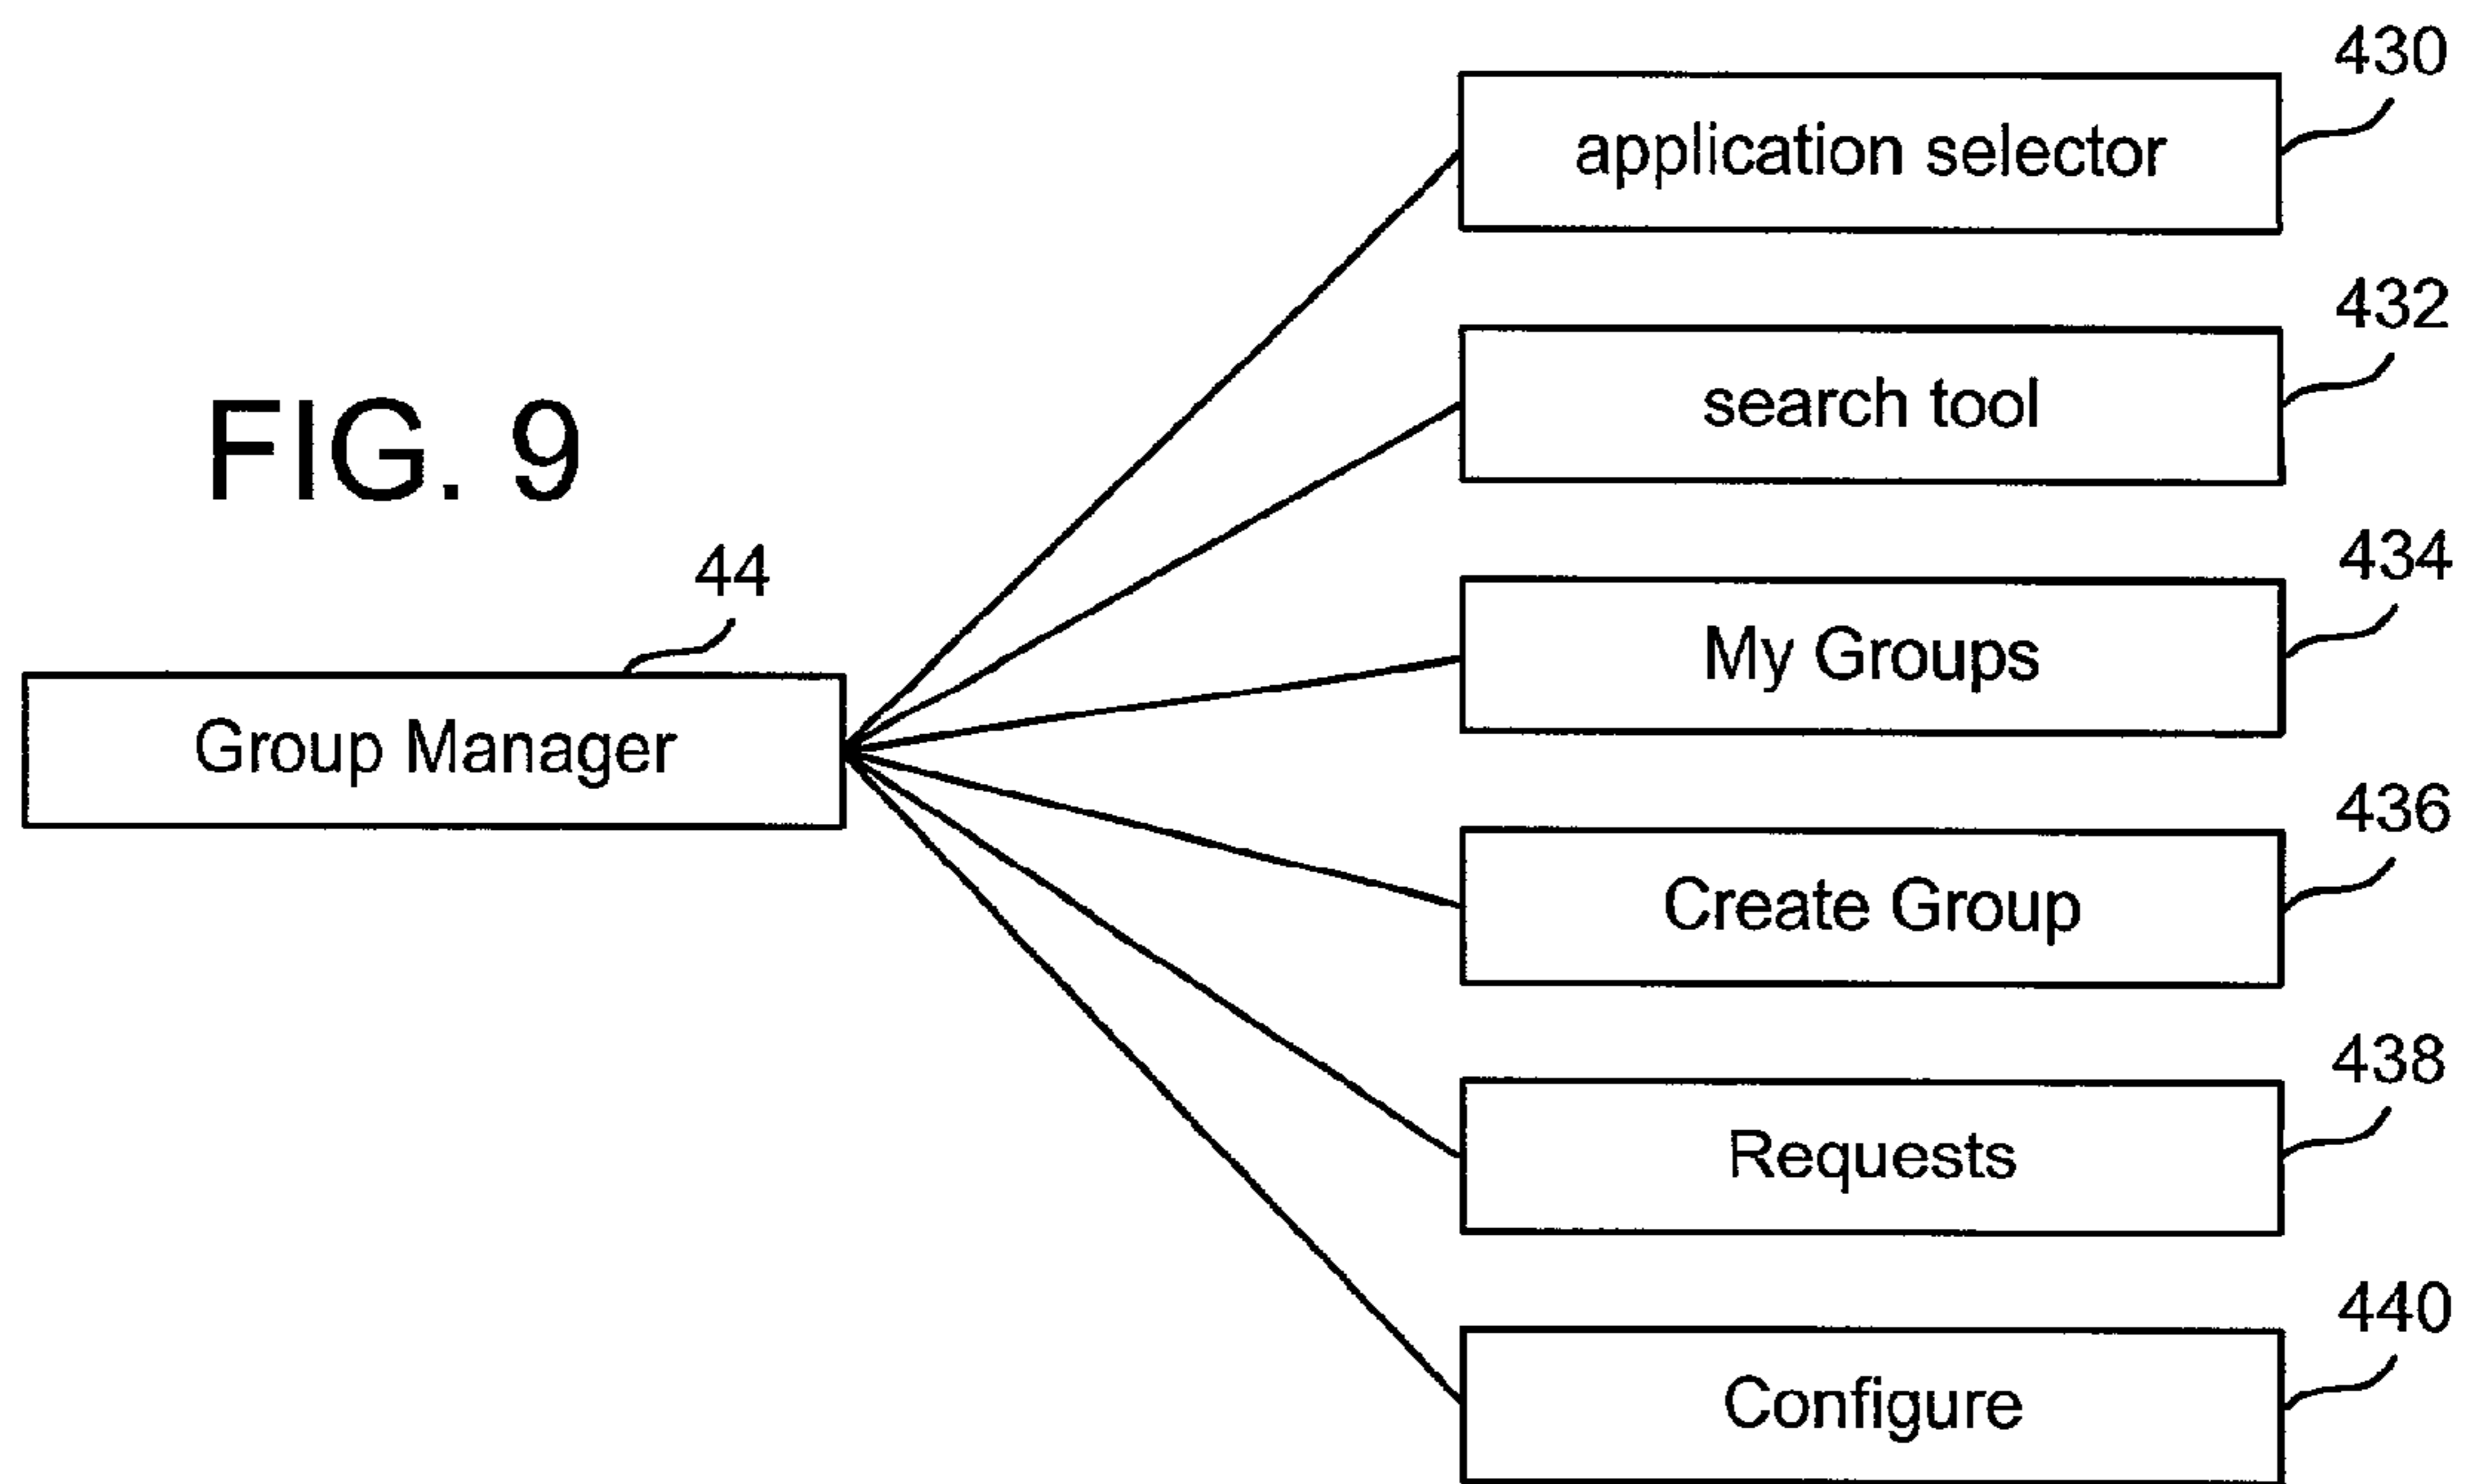 FIG. 9
44
Group Manager
430
application selector
432
search tool
434
My Groups
436
Create Group
438
Requests
440
Configure